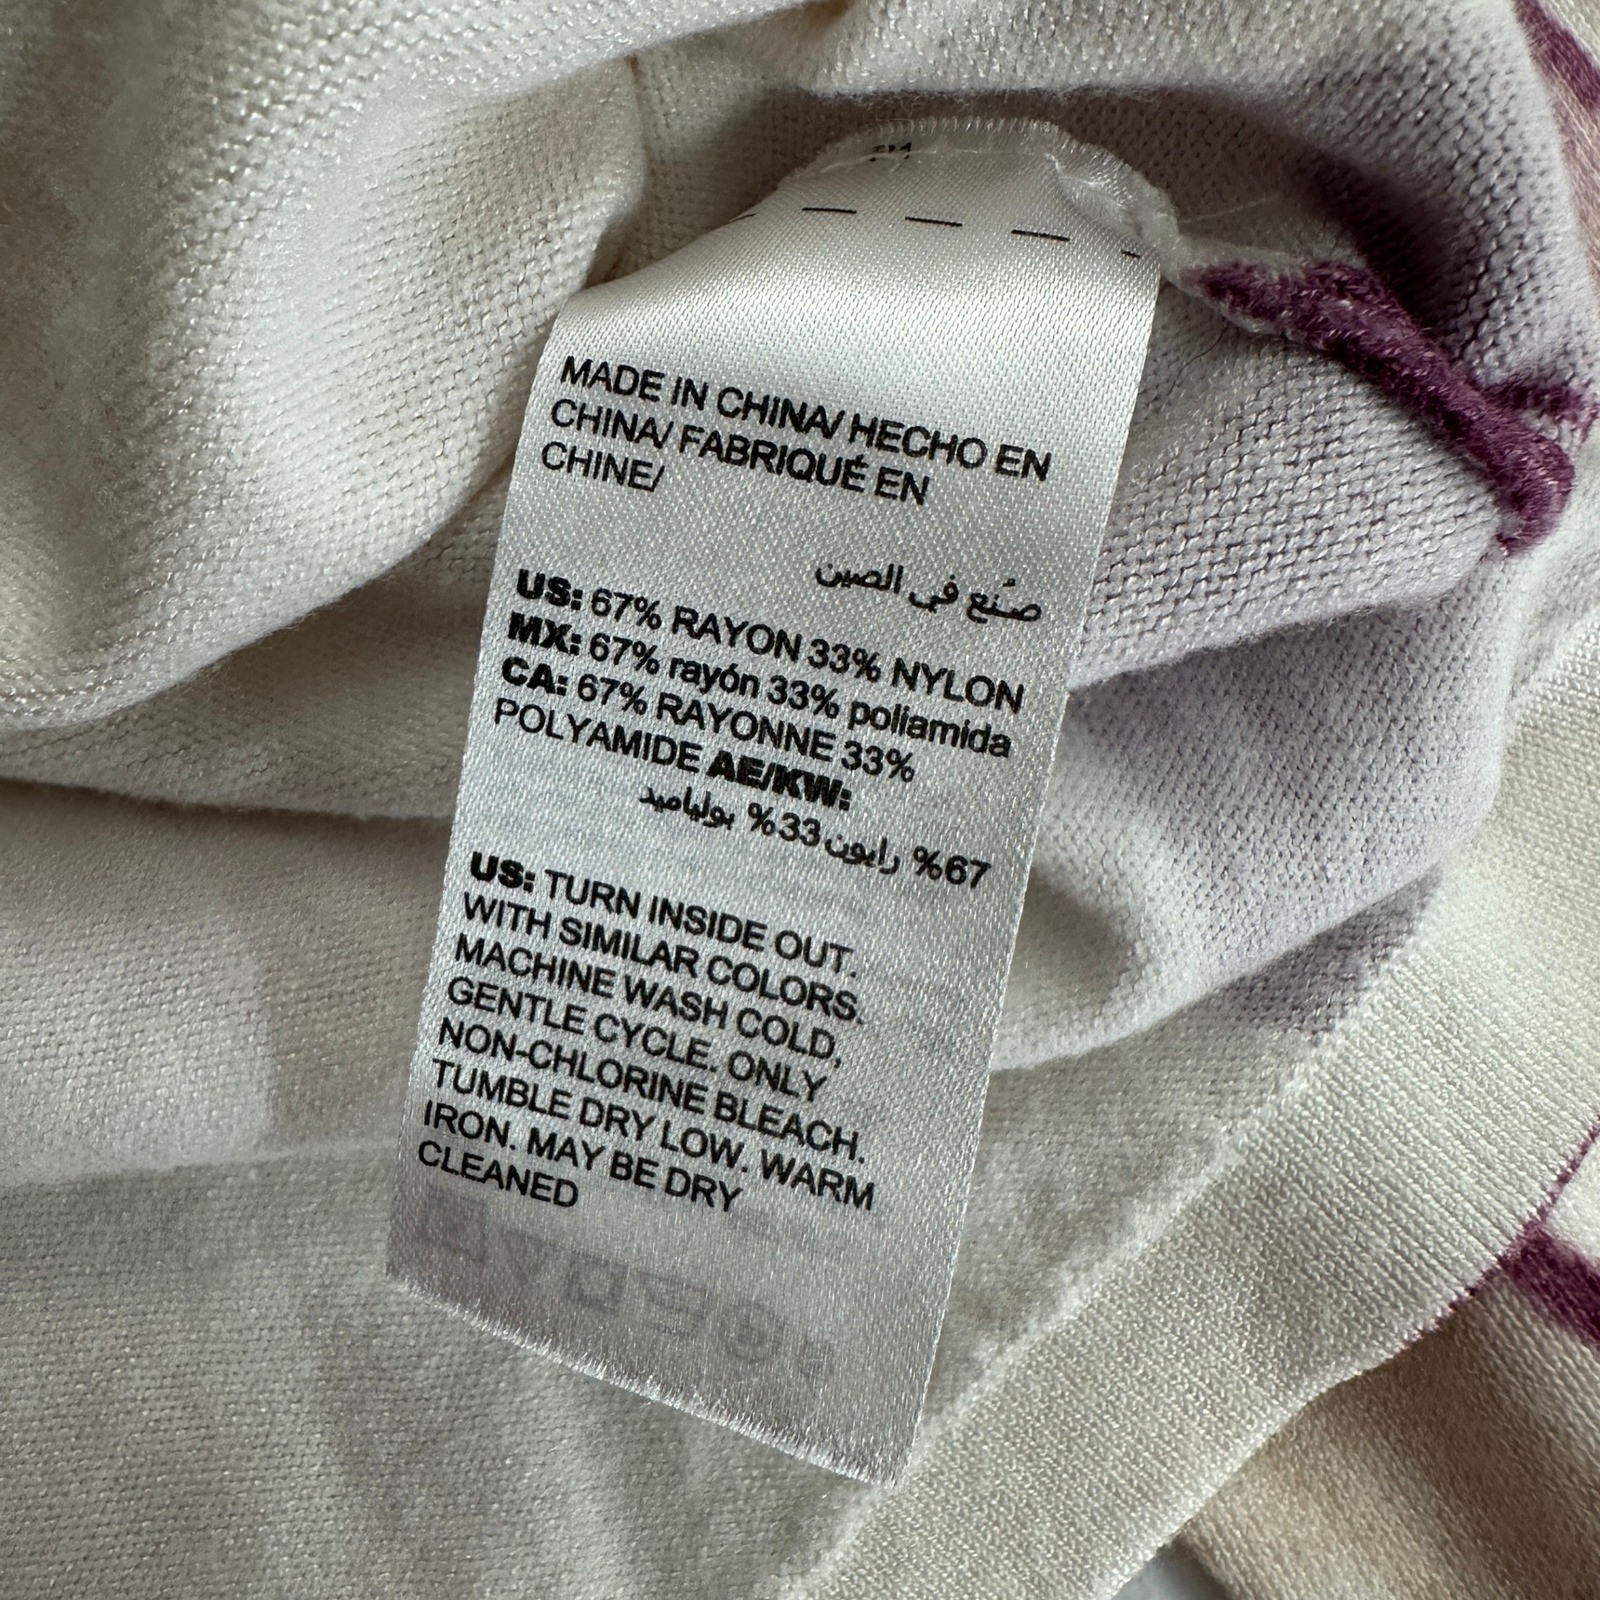 MADE IN CHINA/ HECHO EN
CHINA/ FABRIQUÉ EN
CHINE/
صُنع في الصين
US: 67% RAYON 33% NYLON
MX: 67% rayón 33% poliamida
CA: 67% RAYONNE 33%
POLYAMIDE AE/KW:
67% رايون 33% بولياميد
US: TURN INSIDE OUT.
WITH SIMILAR COLORS.
MACHINE WASH COLD,
GENTLE CYCLE. ONLY
NON-CHLORINE BLEACH.
TUMBLE DRY LOW. WARM
IRON. MAY BE DRY
CLEANED